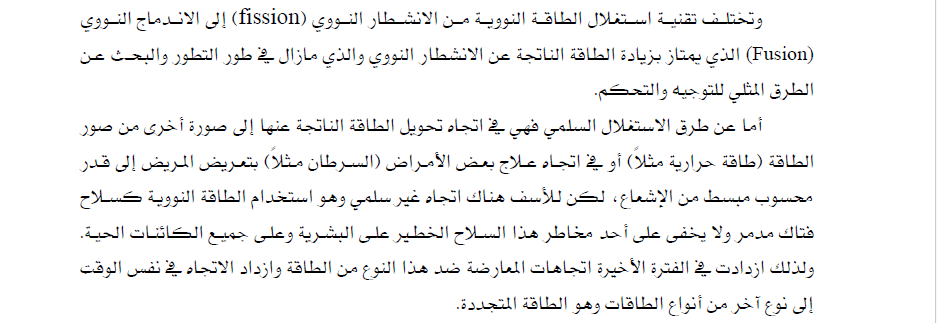 وتختلف تقنية استغلال الطاقة النووية من الانشطار النووي (fission) إلى الاندماج النووي
(Fusion) الذي يمتاز بزيادة الطاقة الناتجة عن الانشطار النووي والذي مازال في طور التطور والبحث عن
الطرق المثلي للتوجيه والتحكم.
أما عن طرق الاستغلال السلمي فهي في اتجاه تحويل الطاقة الناتجة عنها إلى صورة أخرى من صور
الطاقة (طاقة حرارية مثلاً) أو في اتجاه علاج بعض الأمراض (السرطان مثلاً) بتعريض المريض إلى قدر
محسوب مبسط من الإشعاع، لكن للأسف هناك اتجاه غير سلمي وهو استخدام الطاقة النووية كسلاح
فتاك مدمر ولا يخفى على أحد مخاطر هذا السلاح الخطير على البشرية وعلى جميع الكائنات الحية.
ولذلك ازدادت في الفترة الأخيرة اتجاهات المعارضة ضد هذا النوع من الطاقة وازداد الاتجاه في نفس الوقت
إلى نوع آخر من أنواع الطاقات وهو الطاقة المتجددة.